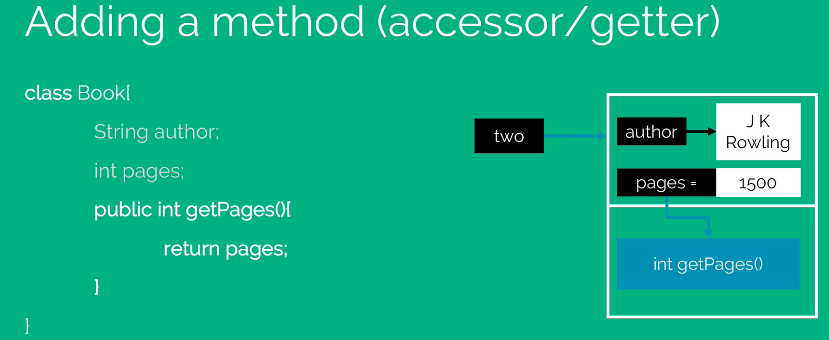 Adding a method (accessor/getter)
class Book{
String author;
int pages;
public int getPages(){
return pages;
}
}
two
author
J K
Rowling
pages =
1500
int getPages()